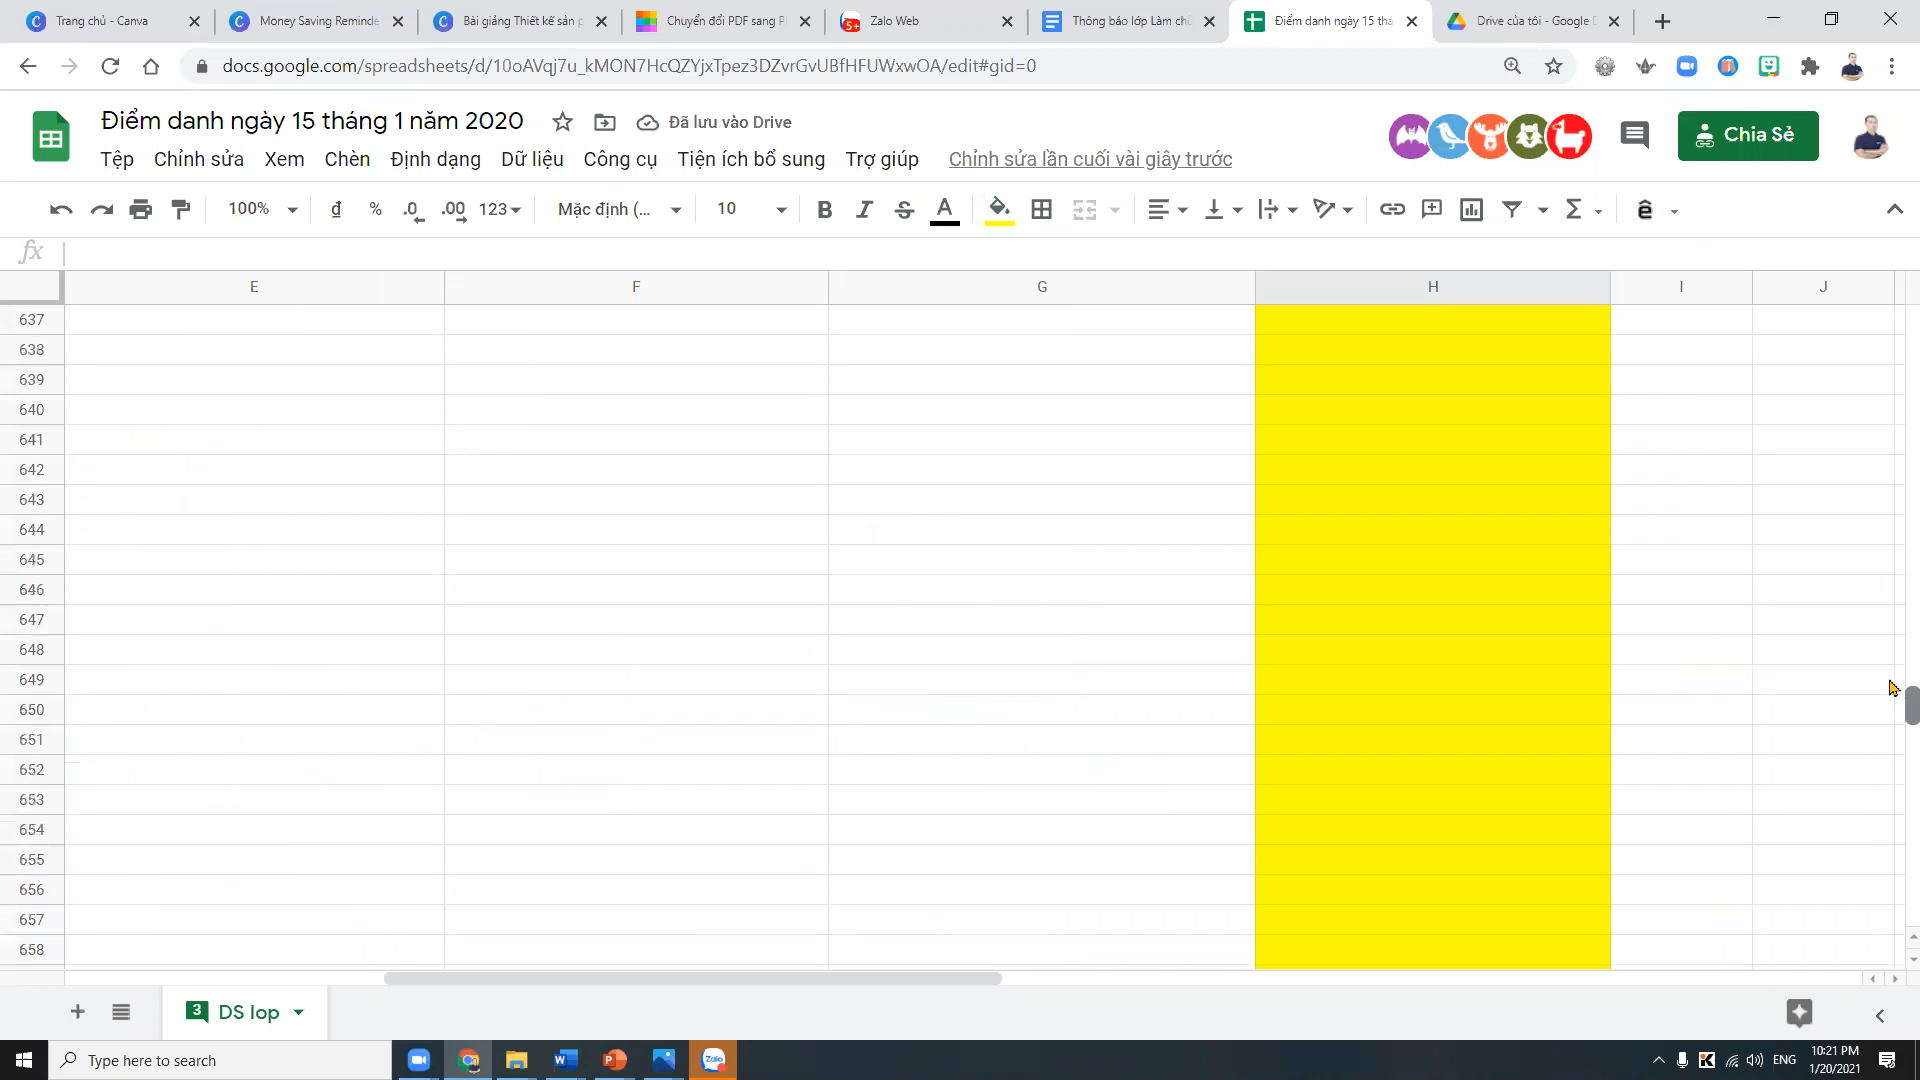 Trang chủ - Canva
Money Saving Reminde
Bài giảng Thiết kế sản p
Chuyển đổi PDF sang P
5+
Zalo Web
Thông báo lớp Làm chủ
Điểm danh ngày 15 thá
Drive của tôi - Google D
docs.google.com/spreadsheets/d/10oAVqj7u_kMON7HcQZYjxTpez3DZvrGvUBfHFUWxwOA/edit#gid=0
Điểm danh ngày 15 tháng 1 năm 2020
Đã lưu vào Drive
Chia Sẻ
Tệp Chỉnh sửa Xem Chèn Định dạng Dữ liệu Công cụ Tiện ích bổ sung Trợ giúp Chỉnh sửa lần cuối vài giây trước
100% đ % .0 .00 123 Mặc định (... 10 B I S A Σ ê
fx
E F G H I J
637
638
639
640
641
642
643
644
645
646
647
648
649
650
651
652
653
654
655
656
657
658
3 DS lop
Type here to search
Zalo
ENG
10:21 PM
1/20/2021